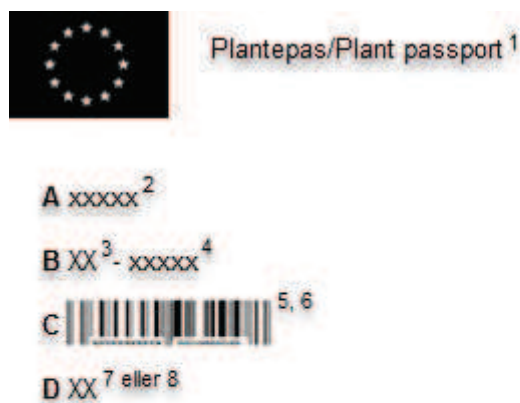 Plantepas/Plant passport 1
A xxxxx 2
B XX 3 - xxxxx 4
C 5, 6
D XX 7 eller 8